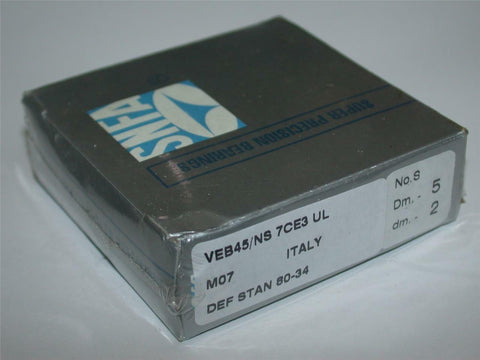 SNFA
SUPER PRECISION BEARINGS
VEB45/NS 7CE3 UL
M07 ITALY
DEF STAN 80-34
No.S
Dm. - 5
dm. - 2